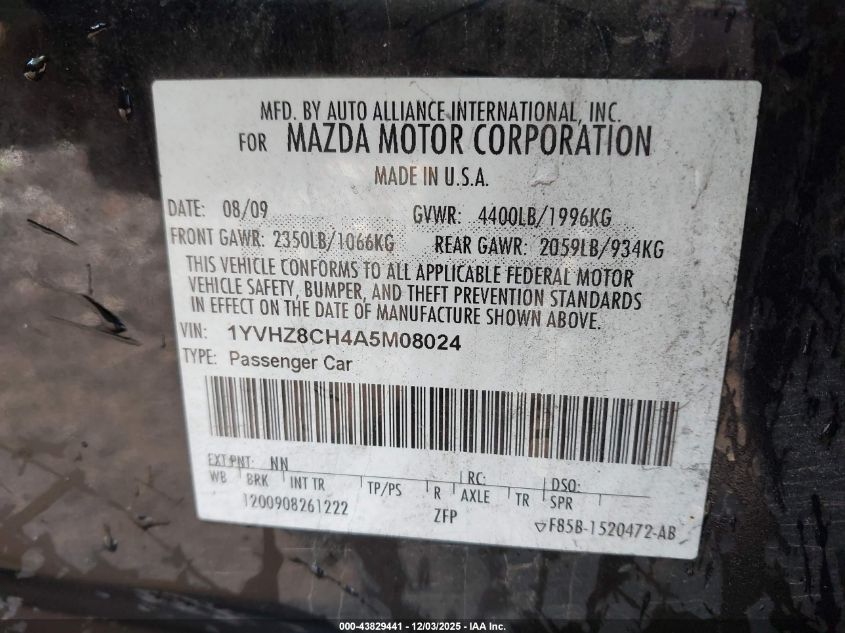 MFD. BY AUTO ALLIANCE INTERNATIONAL, INC.
FOR MAZDA MOTOR CORPORATION
MADE IN U.S.A.
DATE: 08/09 GVWR: 4400LB/1996KG
FRONT GAWR: 2350LB/1066KG REAR GAWR: 2059LB/934KG
THIS VEHICLE CONFORMS TO ALL APPLICABLE FEDERAL MOTOR
VEHICLE SAFETY, BUMPER, AND THEFT PREVENTION STANDARDS
IN EFFECT ON THE DATE OF MANUFACTURE SHOWN ABOVE.
VIN: 1YVHZ8CH4A5M08024
TYPE: Passenger Car
EXT PNT: NN RC: DSO:
WB BRK INT TR TP/PS R AXLE TR SPR
1200908261222 ZFP F85B-1520472-AB
000-43829441 - 12/03/2025 - IAA Inc.